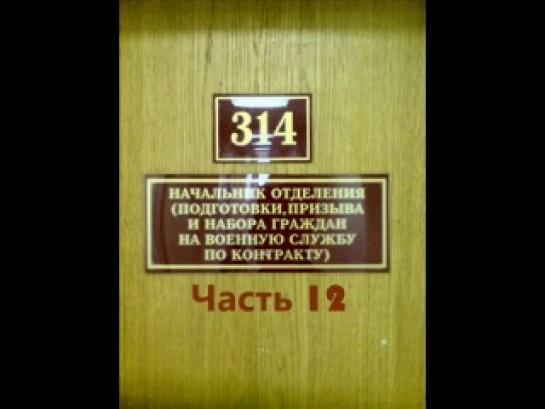 314
НАЧАЛЬНИК ОТДЕЛЕНИЯ
(ПОДГОТОВКИ, ПРИЗЫВА
И НАБОРА ГРАЖДАН
НА ВОЕННУЮ СЛУЖБУ
ПО КОНТРАКТУ)
Часть 12